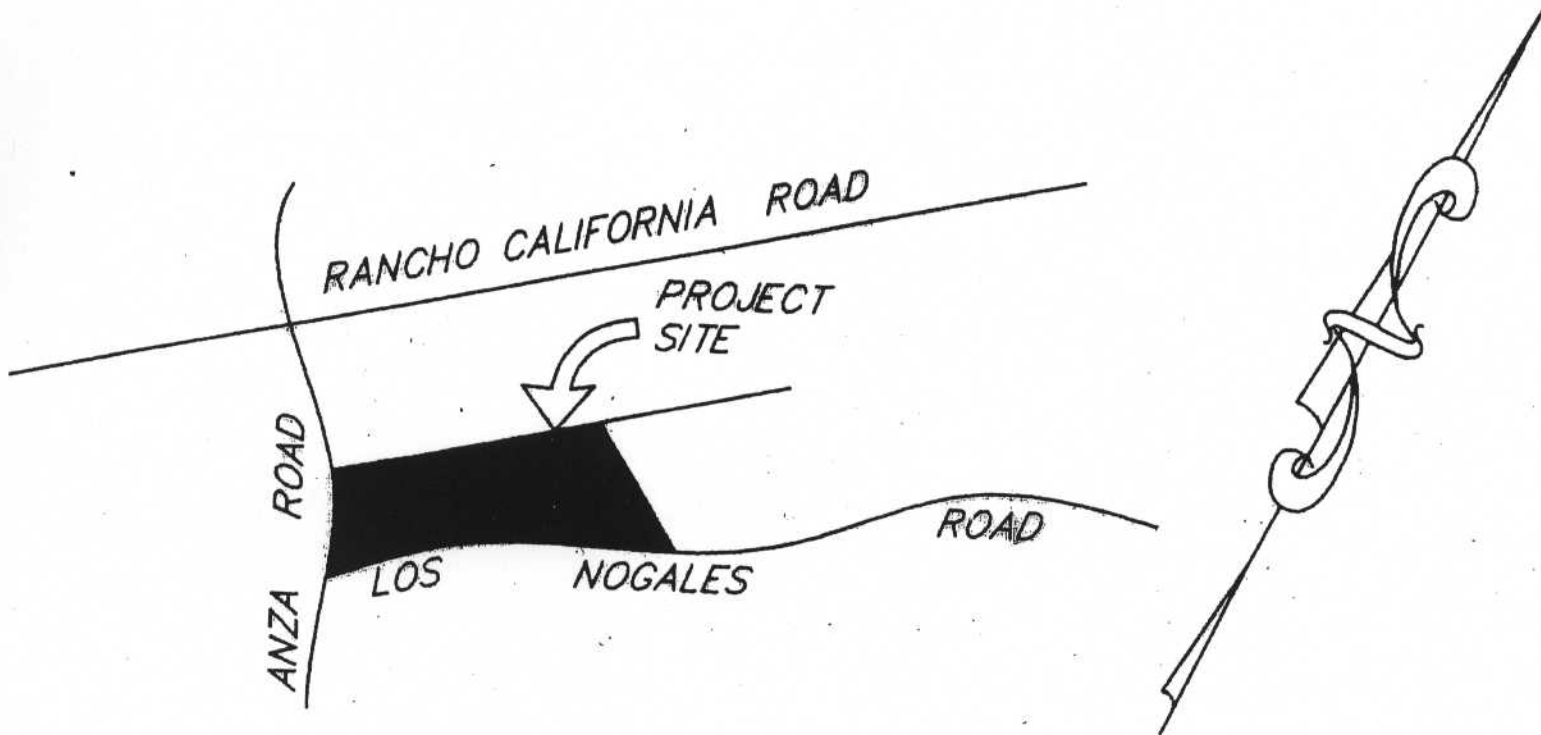 RANCHO CALIFORNIA ROAD
PROJECT
SITE
ANZA ROAD
LOS NOGALES ROAD